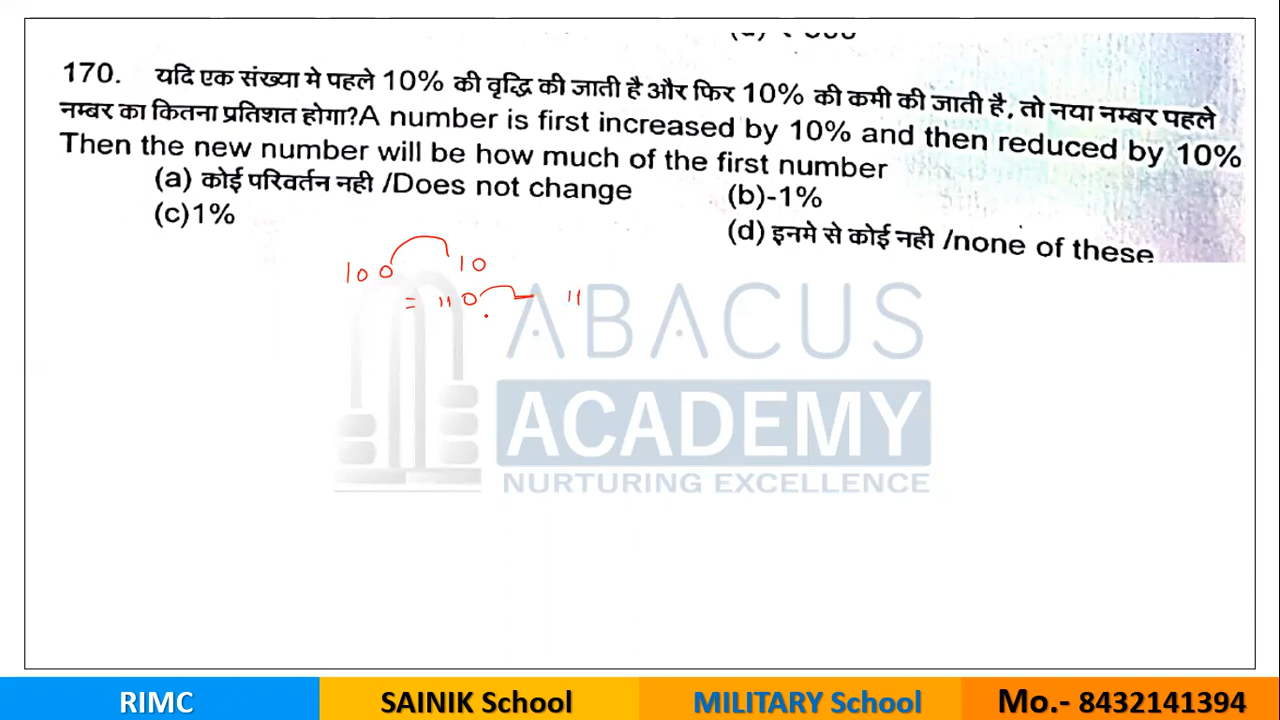 170. यदि एक संख्या मे पहले 10% की वृद्धि की जाती है और फिर 10% की कमी की जाती है, तो नया नम्बर पहले
नम्बर का कितना प्रतिशत होगा?A number is first increased by 10% and then reduced by 10%
Then the new number will be how much of the first number
(a) कोई परिवर्तन नही /Does not change (b)-1%
(c)1% (d) इनमे से कोई नही /none of these
100 10
= 110 11
ABACUS
ACADEMY
NURTURING EXCELLENCE
RIMC SAINIK School MILITARY School Mo.- 8432141394